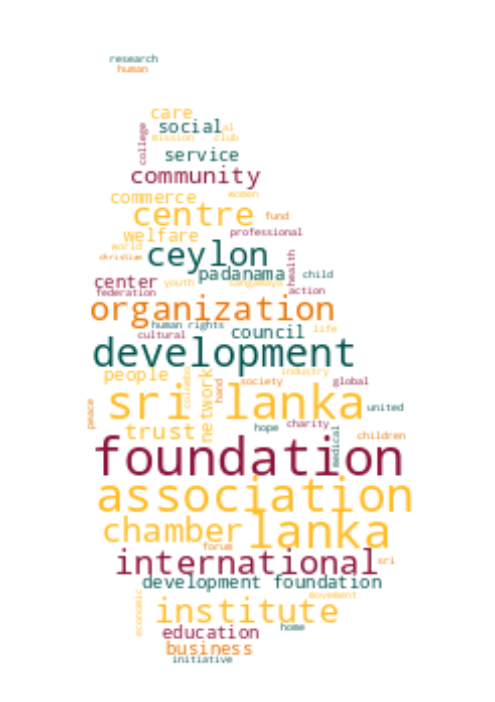 research
human
care
social al
college mission club
service
community
commerce women
centre fund
welfare professional
world
ceylon
christian
padanama child
health
center youth sangamaya
federation action
organization
human rights
cultural council life
development
people industry
colombo society global
hand
network
sri lanka
peace united
trust hope charity
medical children
foundation
association
chamber lanka
forum
international sri
development foundation
economic movement
institute
education home
business
initiative